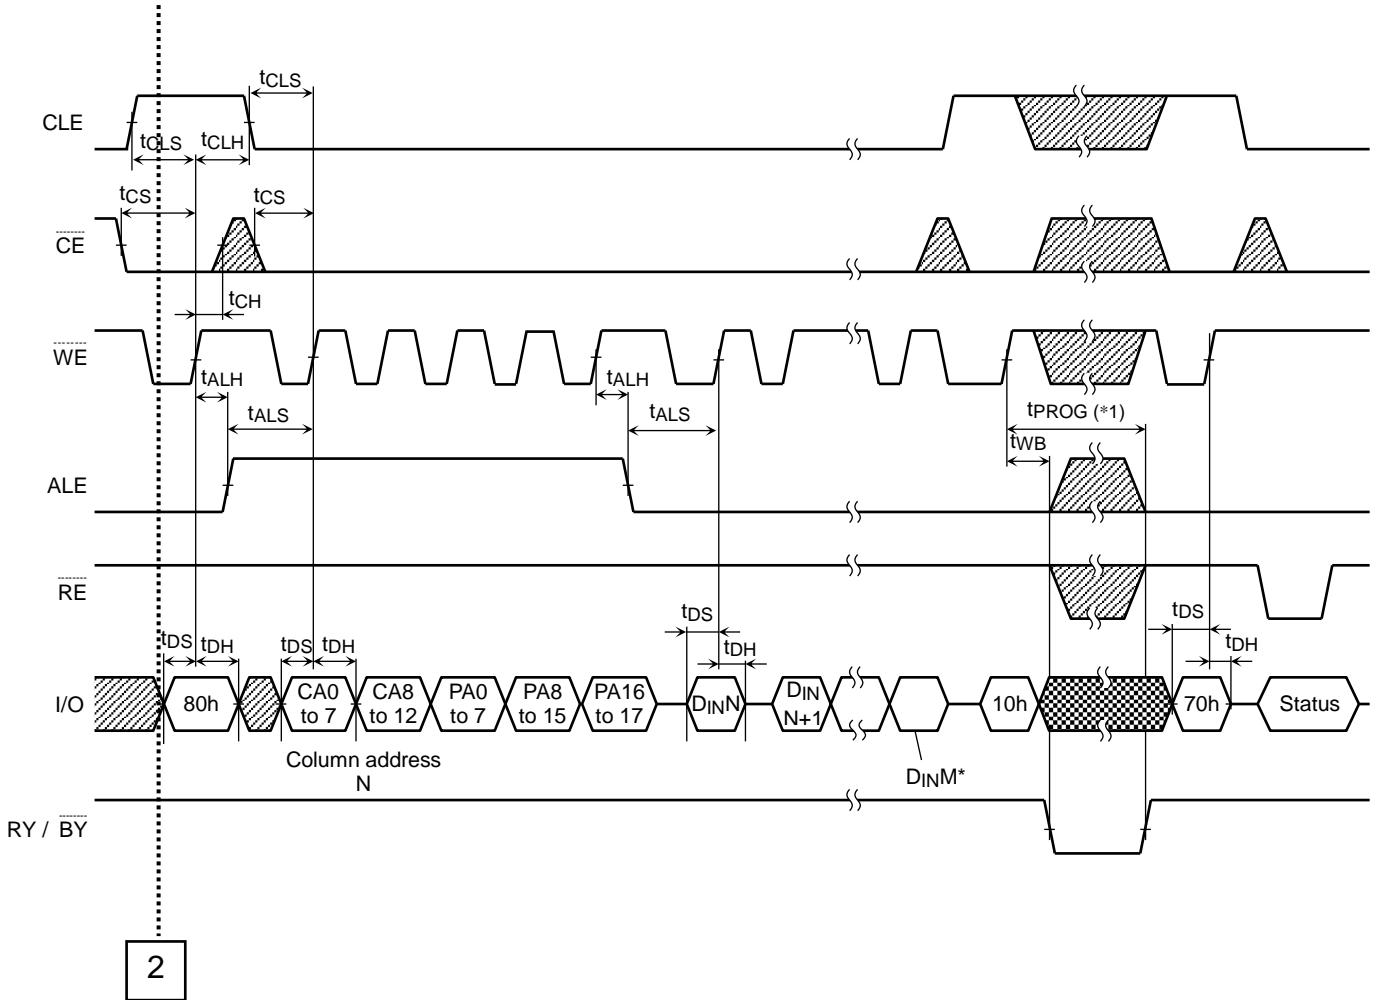 tCLS
CLE
tCLS
tCLH
tCS
tCS
CE
tCH
WE
tALH
tALH
tALS
tALS
tPROG (*1)
tWB
ALE
RE
tDS
tDH
tDS
tDH
tDS
tDH
tDS
tDH
I/O
80h
CA0 to 7
CA8 to 12
PA0 to 7
PA8 to 15
PA16 to 17
DINN
DIN N+1
10h
70h
Status
Column address
N
DINM*
RY / BY
2